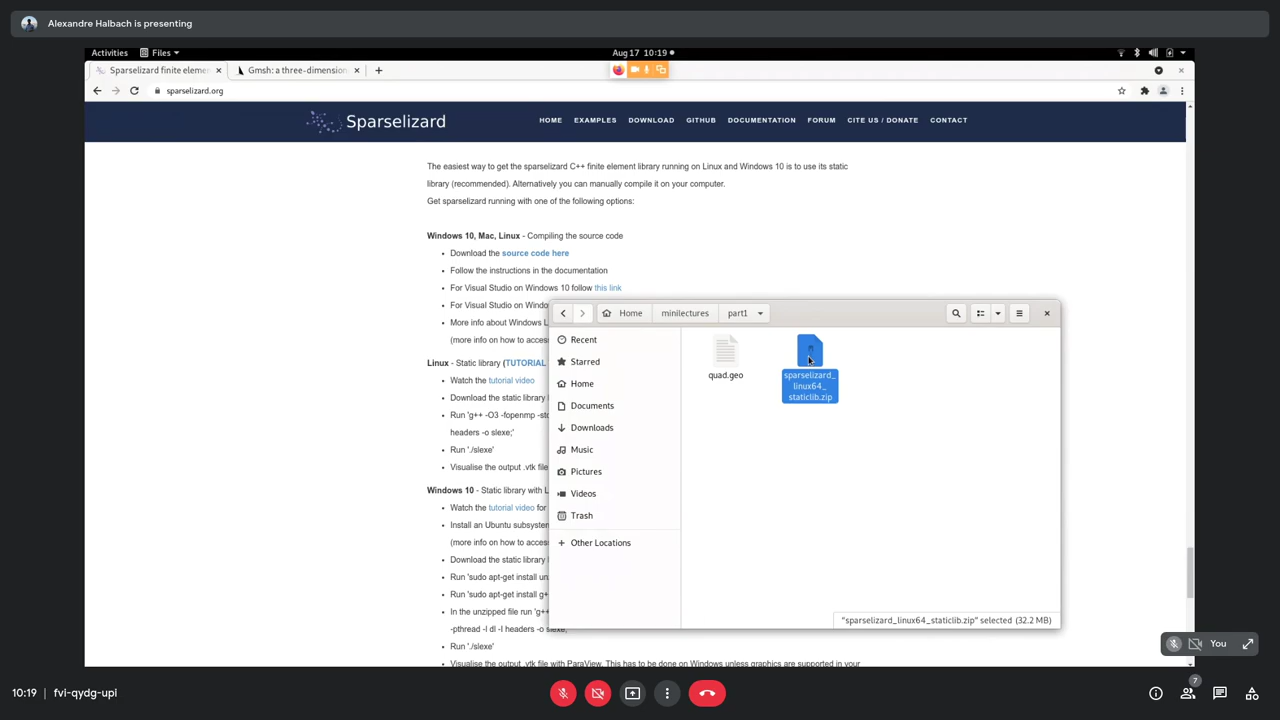 Alexandre Halbach is presenting
Activities Files Aug 17 10:19
Sparselizard finite eleme
Gmsh: a three-dimension
sparselizard.org
Sparselizard HOME EXAMPLES DOWNLOAD GITHUB DOCUMENTATION FORUM CITE US / DONATE CONTACT
The easiest way to get the sparselizard C++ finite element library running on Linux and Windows 10 is to use its static
library (recommended). Alternatively you can manually compile it on your computer.
Get sparselizard running with one of the following options:
Windows 10, Mac, Linux - Compiling the source code
• Download the source code here
• Follow the instructions in the documentation
• For Visual Studio on Windows 10 follow this link
• For Visual Studio on Windo
• More info about Windows L
(more info on how to acces
Linux - Static library (TUTORIAL
• Watch the tutorial video
• Download the static library
• Run 'g++ -O3 -fopenmp -std
headers -o slexe;'
• Run './slexe'
• Visualise the output .vtk file
Windows 10 - Static library with L
• Watch the tutorial video for
• Install an Ubuntu subsystem
(more info on how to access
• Download the static library
• Run 'sudo apt-get install un
• Run 'sudo apt-get install g+
• In the unzipped file run 'g++
-pthread -l dl -I headers -o slexe;
• Run './slexe'
• Visualise the output .vtk file with ParaView. This has to be done on Windows unless graphics are supported in your
Home minilectures part1
Recent
Starred
Home
Documents
Downloads
Music
Pictures
Videos
Trash
+ Other Locations
quad.geo
sparselizard_
linux64_
staticlib.zip
"sparselizard_linux64_staticlib.zip" selected (32.2 MB)
You
10:19 | fvi-qydg-upi
7